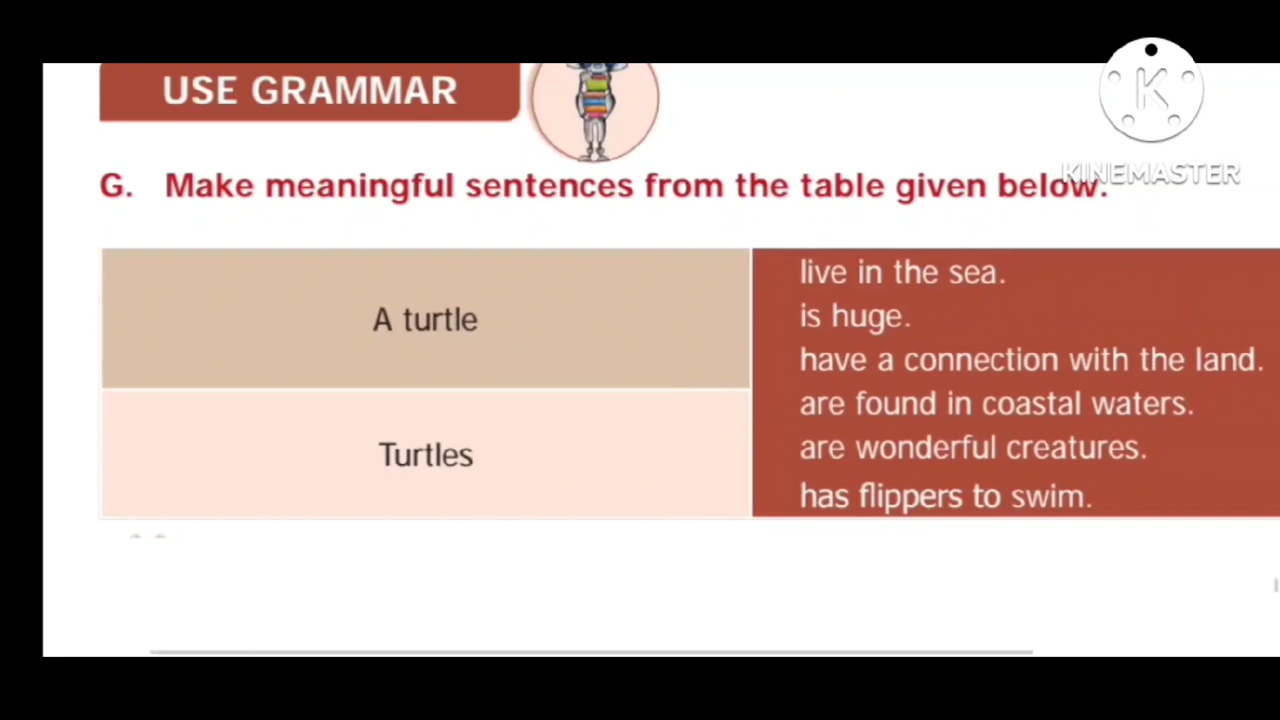 USE GRAMMAR
K
KINEMASTER
G. Make meaningful sentences from the table given below.
A turtle
Turtles
live in the sea.
is huge.
have a connection with the land.
are found in coastal waters.
are wonderful creatures.
has flippers to swim.